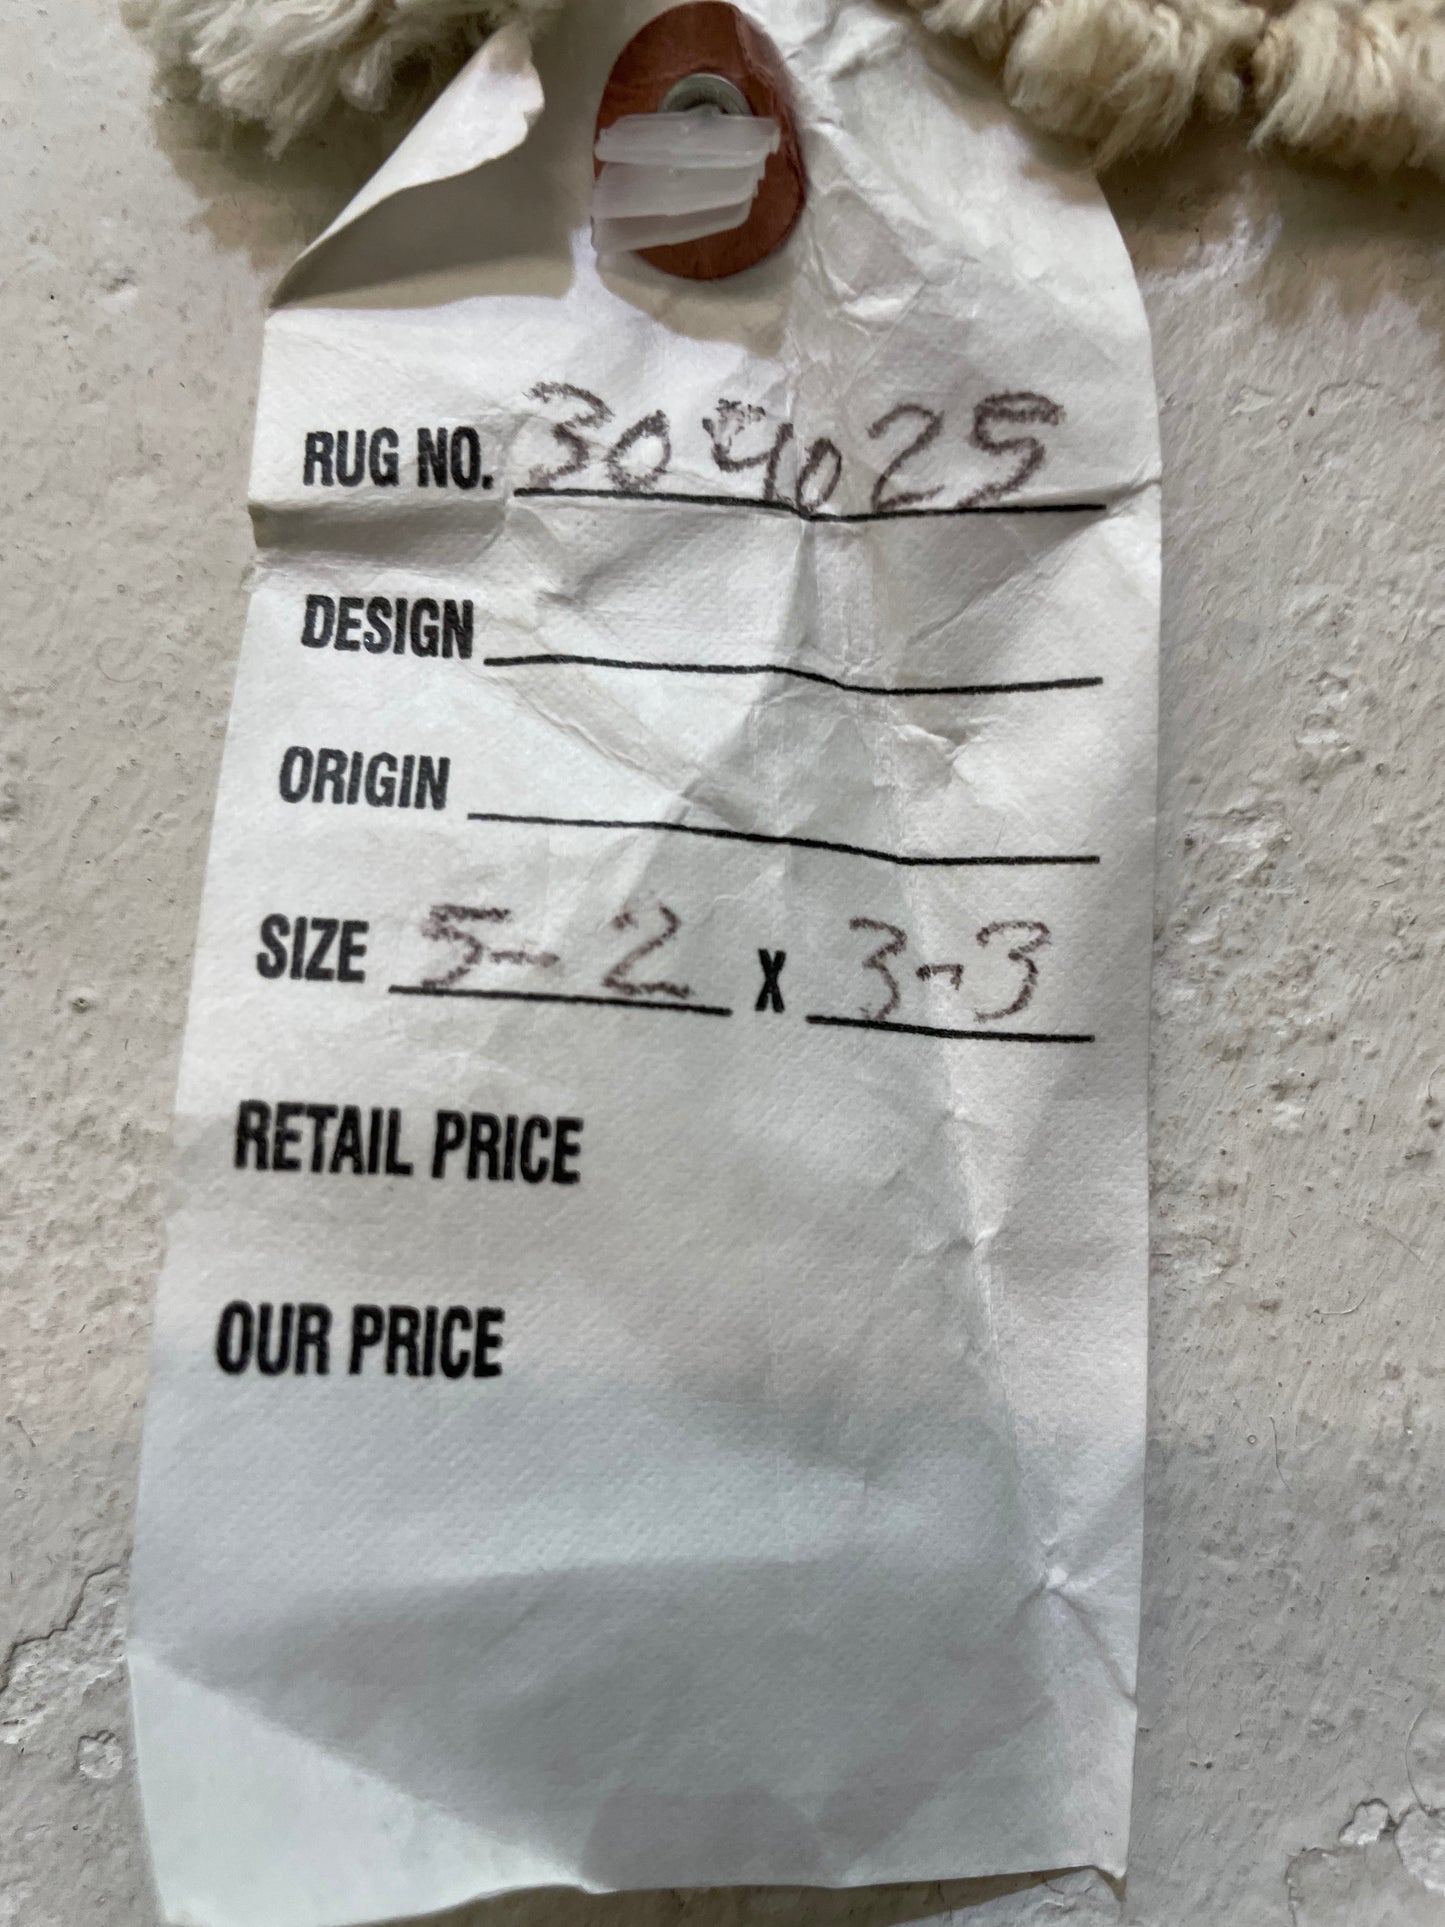 RUG NO. 304025
DESIGN
ORIGIN
SIZE 5-2 X 3-3
RETAIL PRICE
OUR PRICE